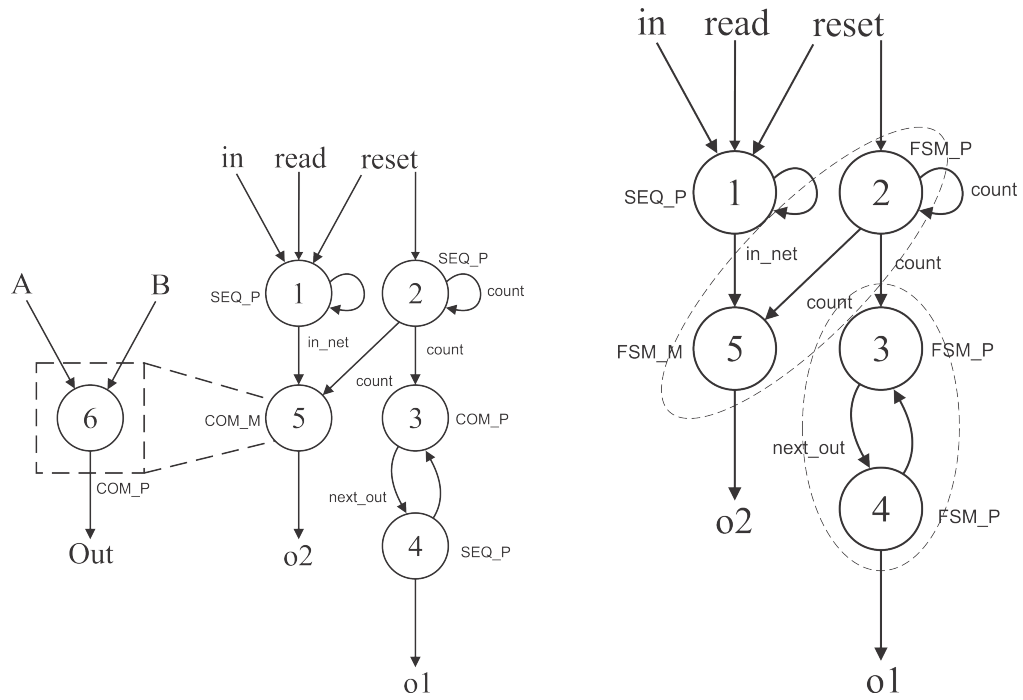 in read reset
A B
SEQ_P
SEQ_P 1 2 count
in_net count
count
6 COM_M 5 3 COM_P
COM_P
next_out
Out o2 4 SEQ_P
o1
in read reset
FSM_P
SEQ_P 1 2 count
in_net count
count
FSM_M 5 3 FSM_P
next_out
o2 4 FSM_P
o1